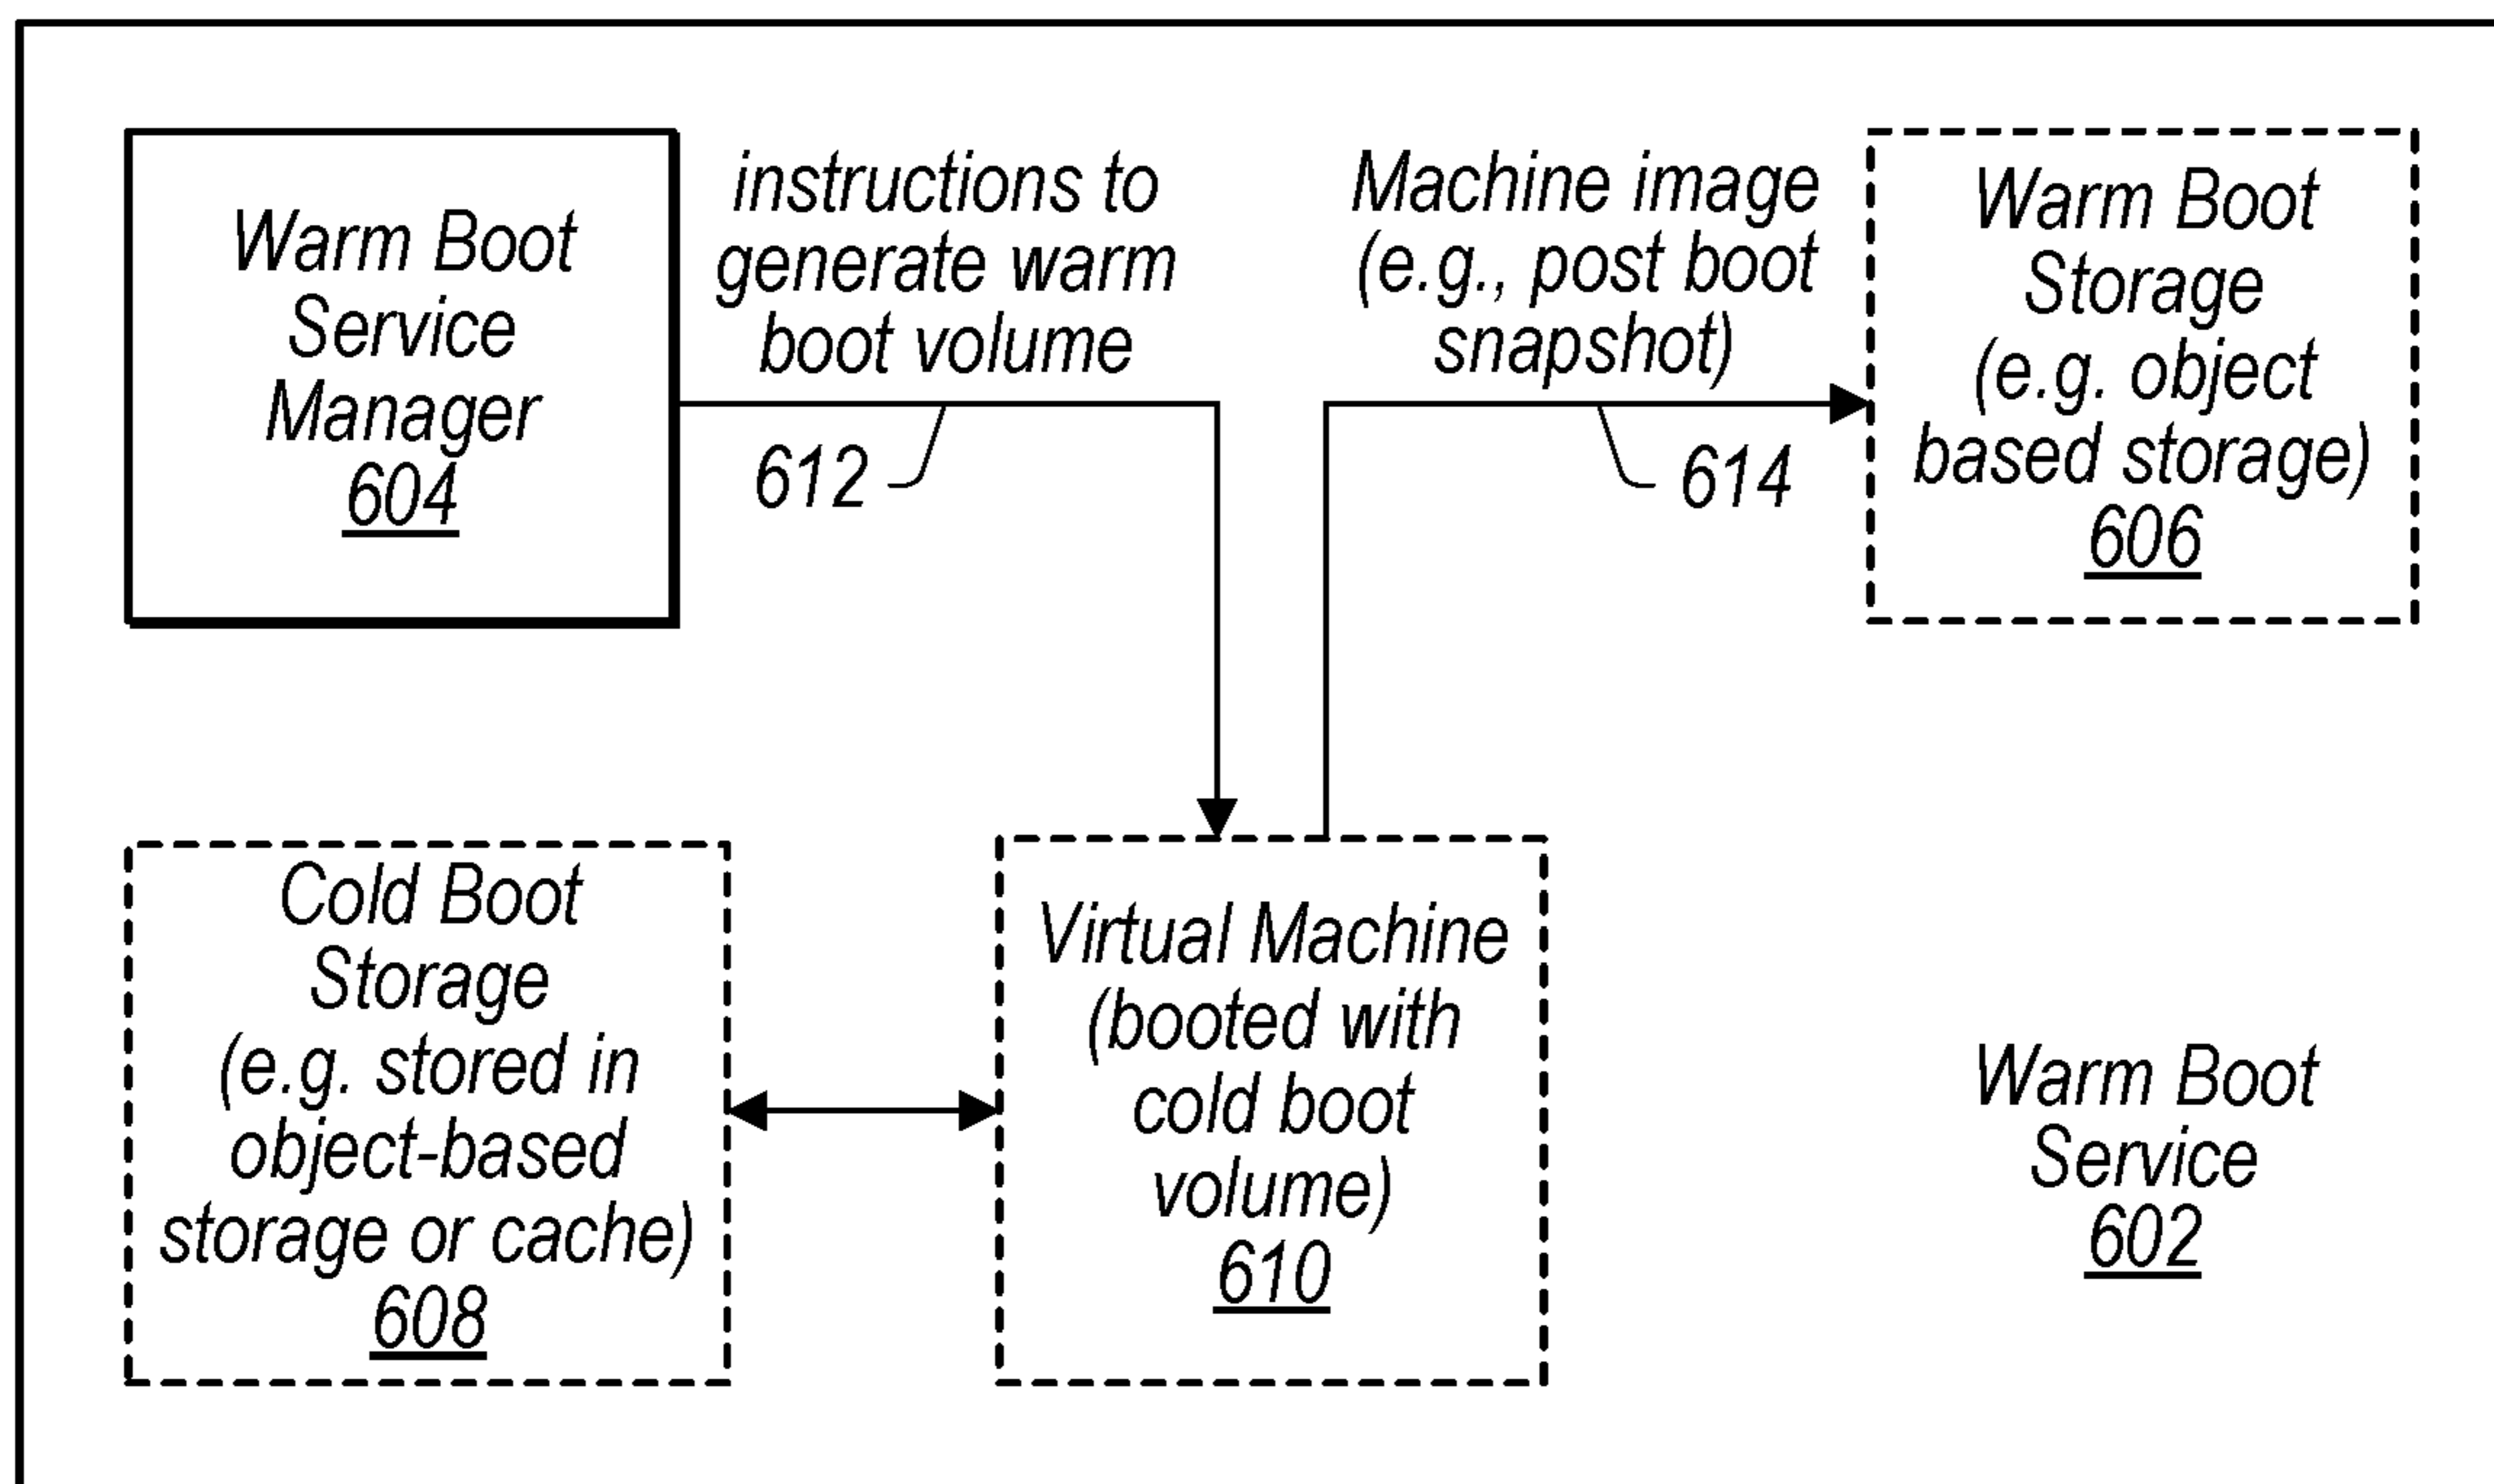 Warm Boot
Service
Manager
604
instructions to
generate warm
boot volume
612
Machine image
(e.g., post boot
snapshot)
614
Warm Boot
Storage
(e.g. object
based storage)
606
Cold Boot
Storage
(e.g. stored in
object-based
storage or cache)
608
Virtual Machine
(booted with
cold boot
volume)
610
Warm Boot
Service
602